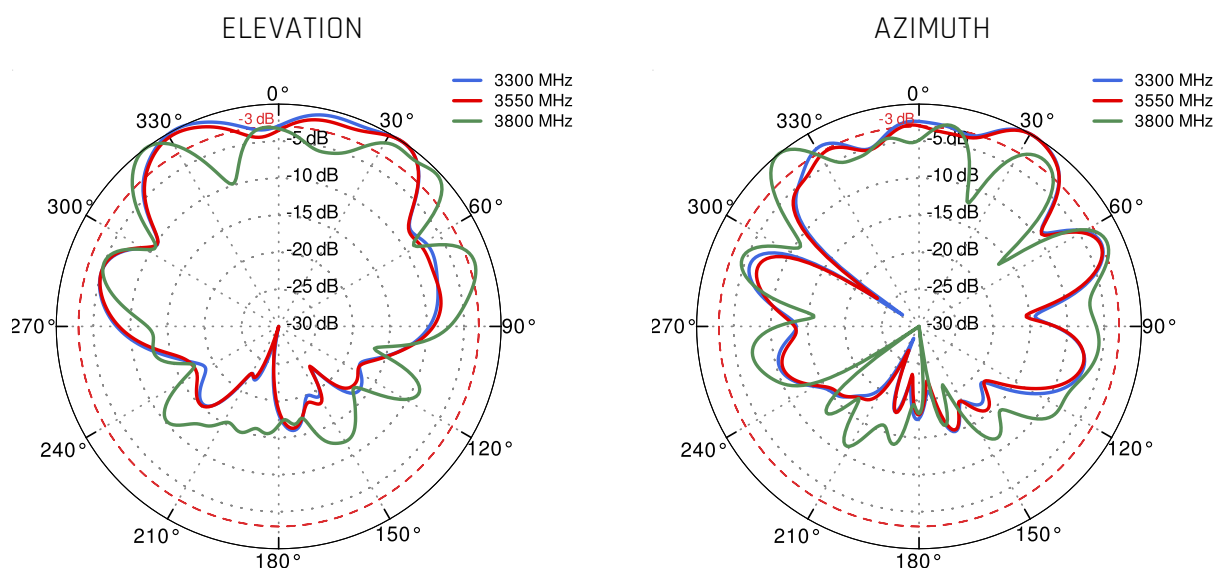 ELEVATION
3300 MHz
3550 MHz
3800 MHz
0°
330°
-3 dB
30°
-5 dB
-10 dB
300°
60°
-15 dB
-20 dB
-25 dB
270°
-30 dB
90°
240°
120°
210°
150°
180°
AZIMUTH
3300 MHz
3550 MHz
3800 MHz
0°
330°
-3 dB
30°
-5 dB
-10 dB
300°
60°
-15 dB
-20 dB
-25 dB
270°
-30 dB
90°
240°
120°
210°
150°
180°